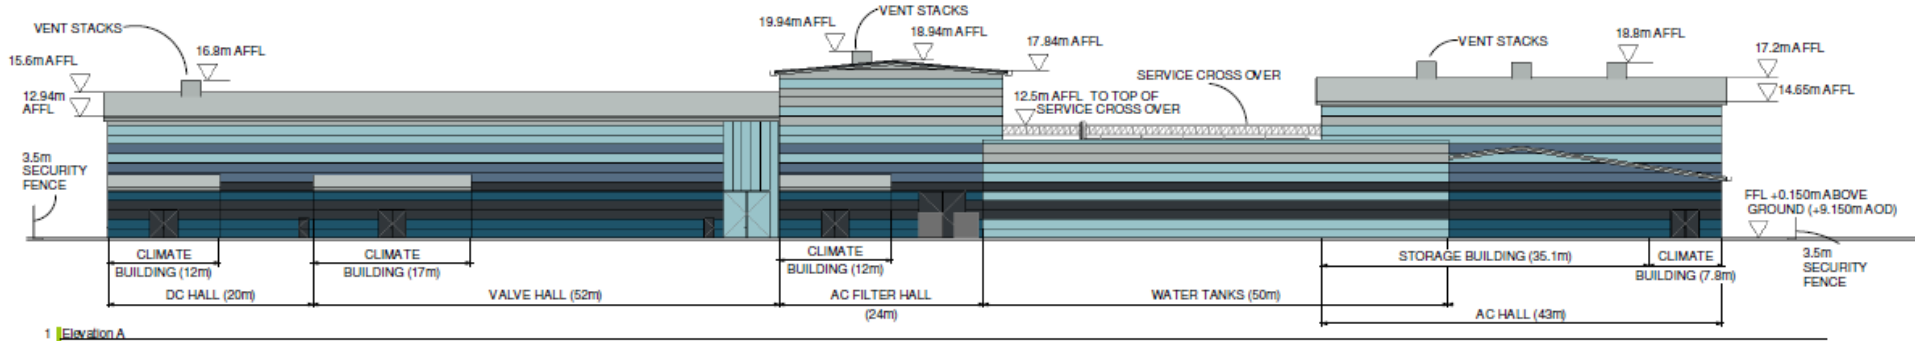 VENT STACKS
16.8m AFFL
15.6m AFFL
12.94m
AFFL
3.5m
SECURITY
FENCE
19.94m AFFL
VENT STACKS
18.94m AFFL
17.84m AFFL
SERVICE CROSS OVER
12.5m AFFL TO TOP OF
SERVICE CROSS OVER
VENT STACKS
18.8m AFFL
17.2m AFFL
14.65m AFFL
FFL +0.150m ABOVE
GROUND (+9.150m AOD)
3.5m
SECURITY
FENCE
CLIMATE
BUILDING (12m)
CLIMATE
BUILDING (17m)
CLIMATE
BUILDING (12m)
STORAGE BUILDING (35.1m)
CLIMATE
BUILDING (7.8m)
DC HALL (20m)
VALVE HALL (52m)
AC FILTER HALL
(24m)
WATER TANKS (50m)
AC HALL (43m)
1 Elevation A